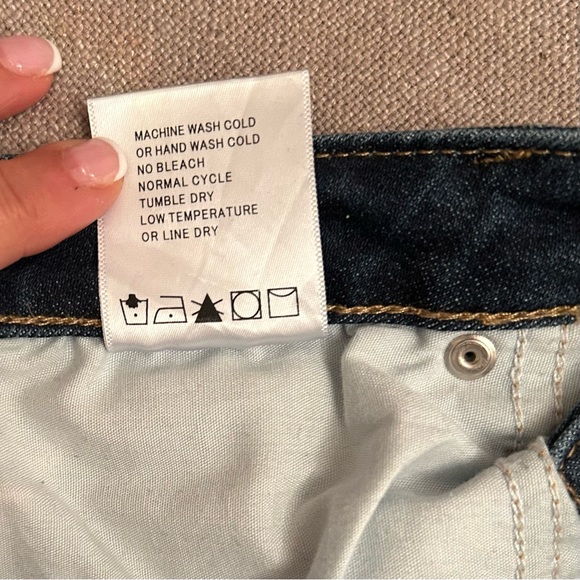 MACHINE WASH COLD
OR HAND WASH COLD
NO BLEACH
NORMAL CYCLE
TUMBLE DRY
LOW TEMPERATURE
OR LINE DRY